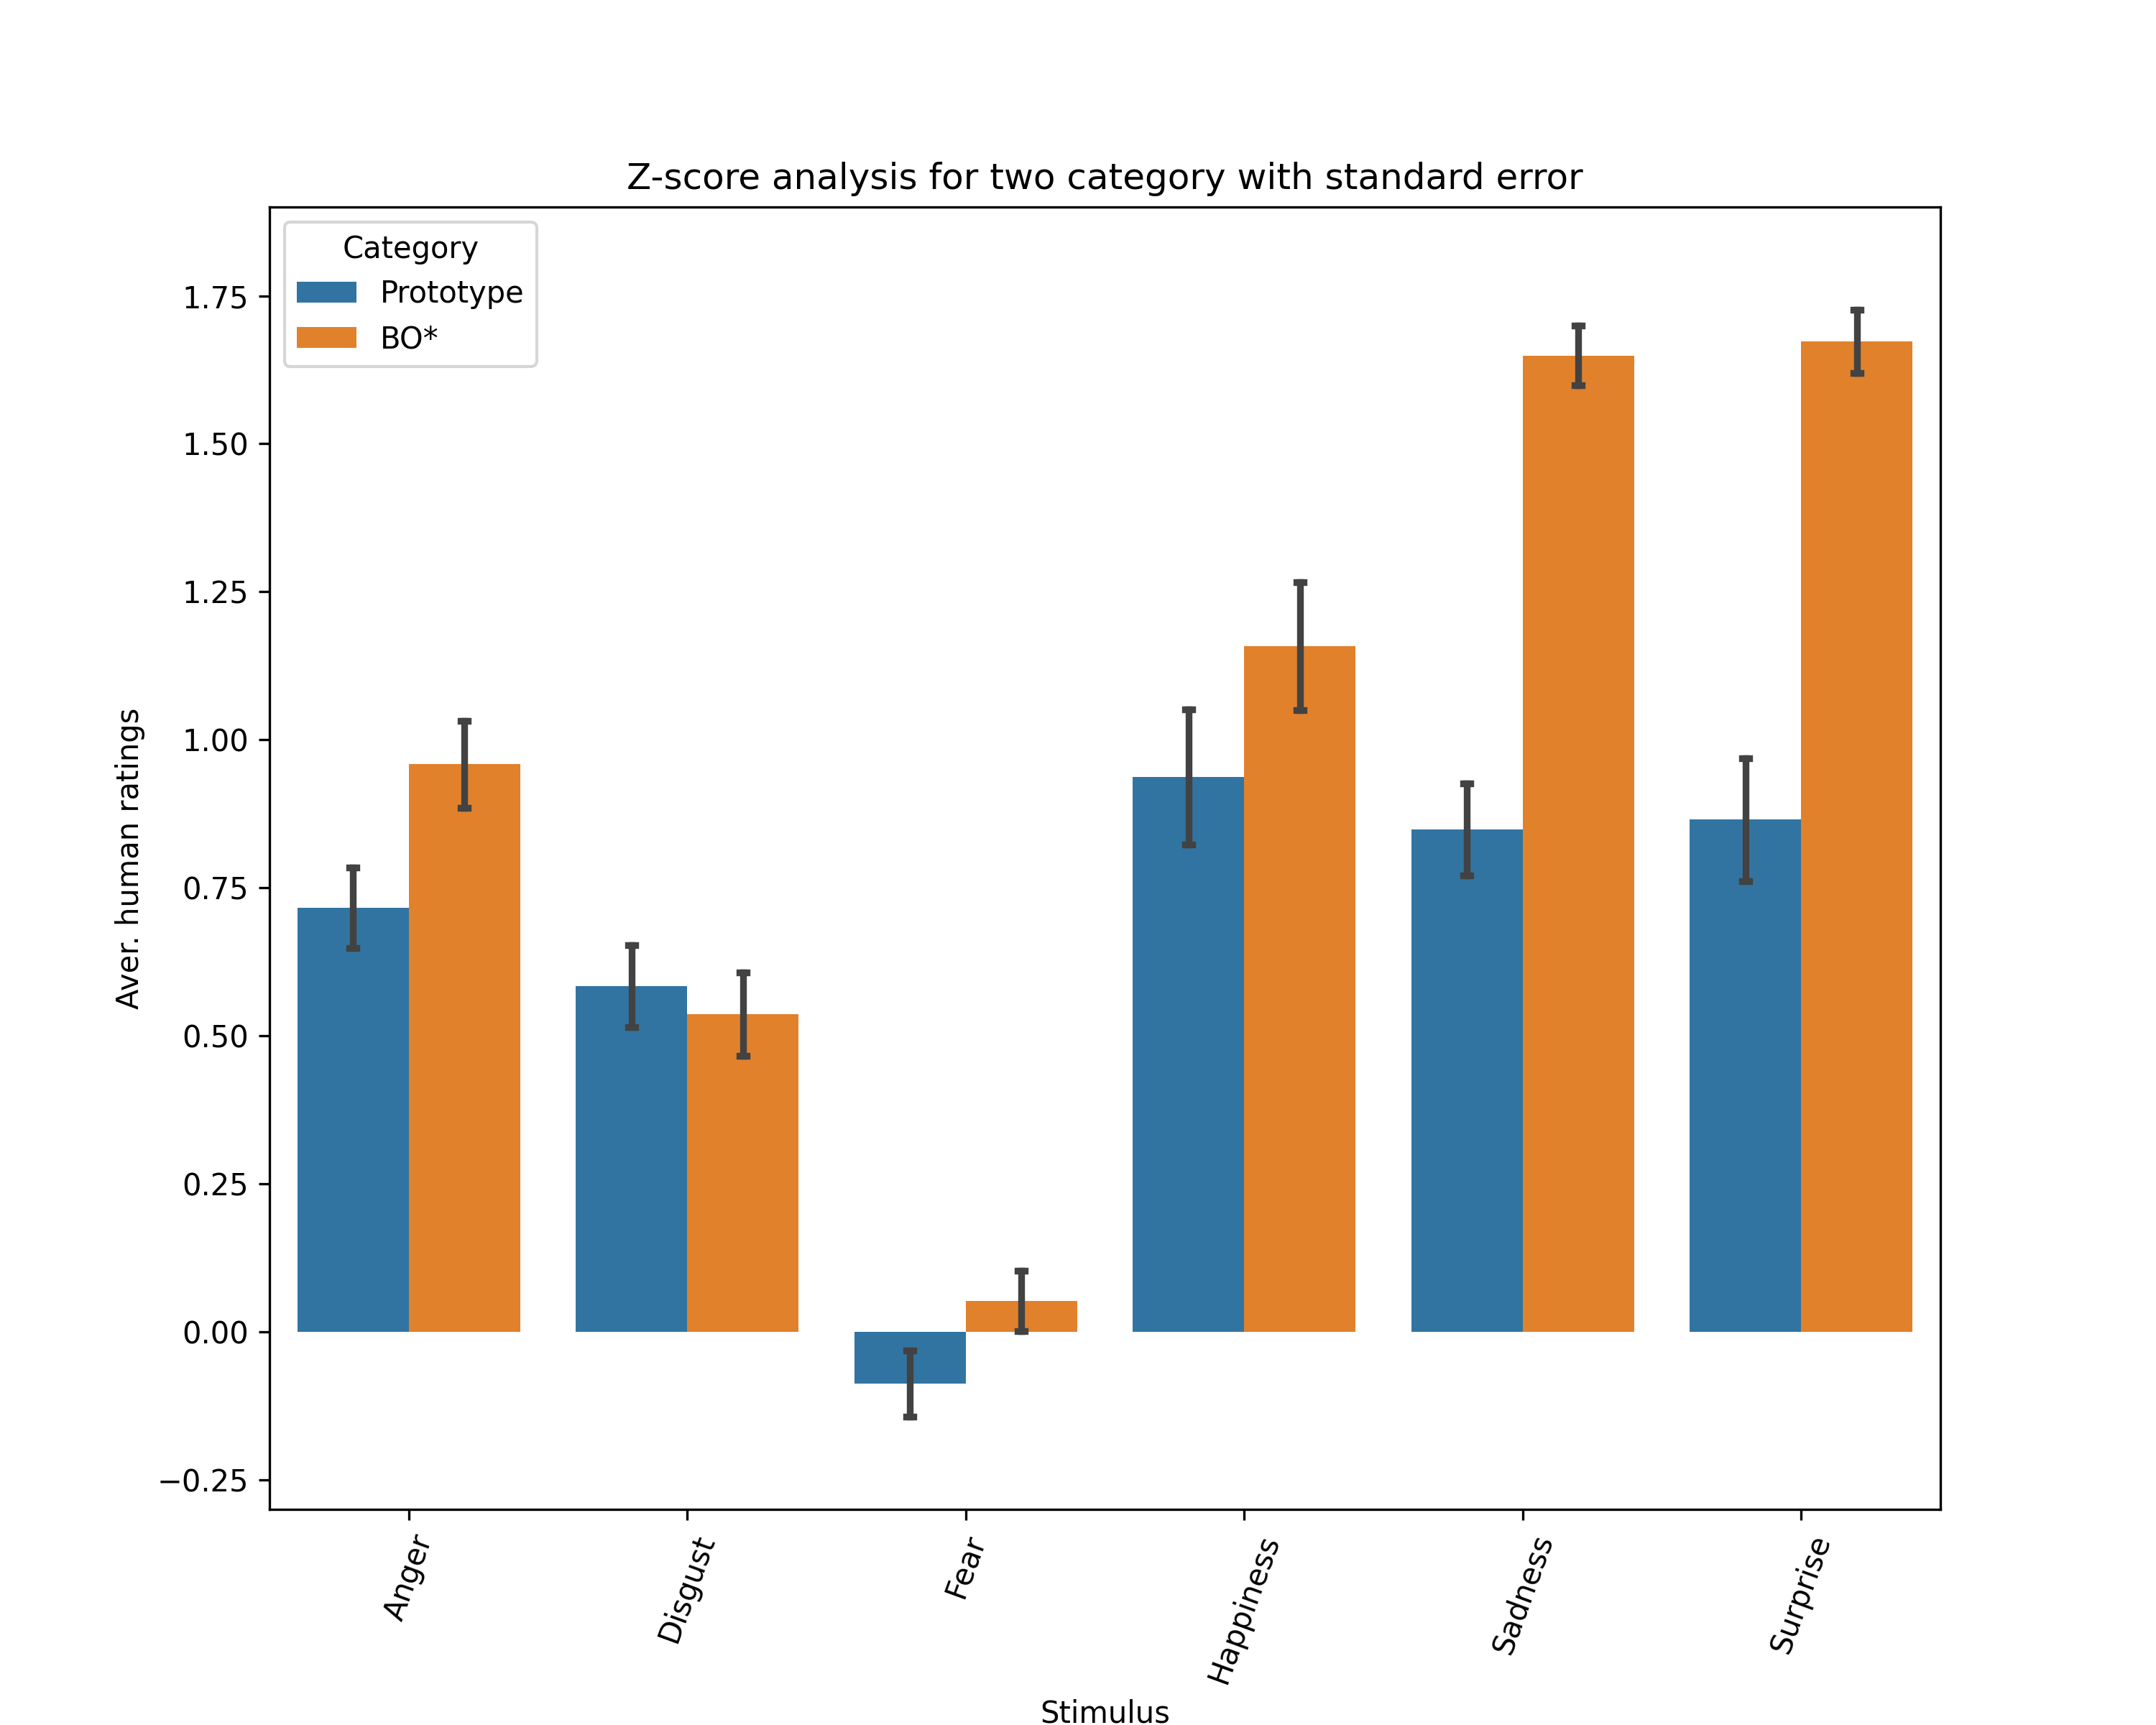 Z-score analysis for two category with standard error
Category
Prototype
BO*
1.75
1.50
1.25
1.00
0.75
0.50
0.25
0.00
−0.25
Aver. human ratings
Anger
Disgust
Fear
Happiness
Sadness
Surprise
Stimulus